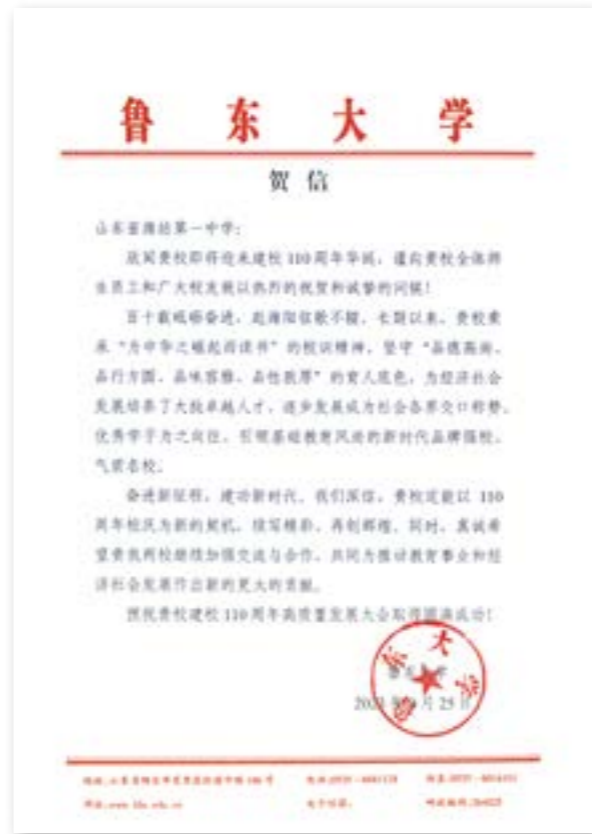 鲁东大学
贺信
山东省潍坊第一中学：
欣闻贵校即将迎来建校110周年华诞，谨向贵校全体师
生员工和广大校友致以热烈的祝贺和诚挚的问候！
百十载砥砺奋进，起潍阳弦歌不辍。长期以来，贵校秉
承“为中华之崛起而读书”的校训精神，坚守“品德高尚、
品行方圆、品味儒雅、品性敦厚”的育人底色，为经济社会
发展培养了大批卓越人才，逐步发展成为社会各界交口称赞、
优秀学子为之向往、引领基础教育风尚的新时代品牌强校、
气质名校。
奋进新征程，建功新时代。我们深信，贵校定能以110
周年校庆为新的契机，续写精彩，再创辉煌。同时，真诚希
望贵我两校继续加强交流与合作，共同为推动教育事业和经
济社会发展作出新的更大的贡献。
预祝贵校建校110周年高质量发展大会取得圆满成功！
鲁东大学
月25日